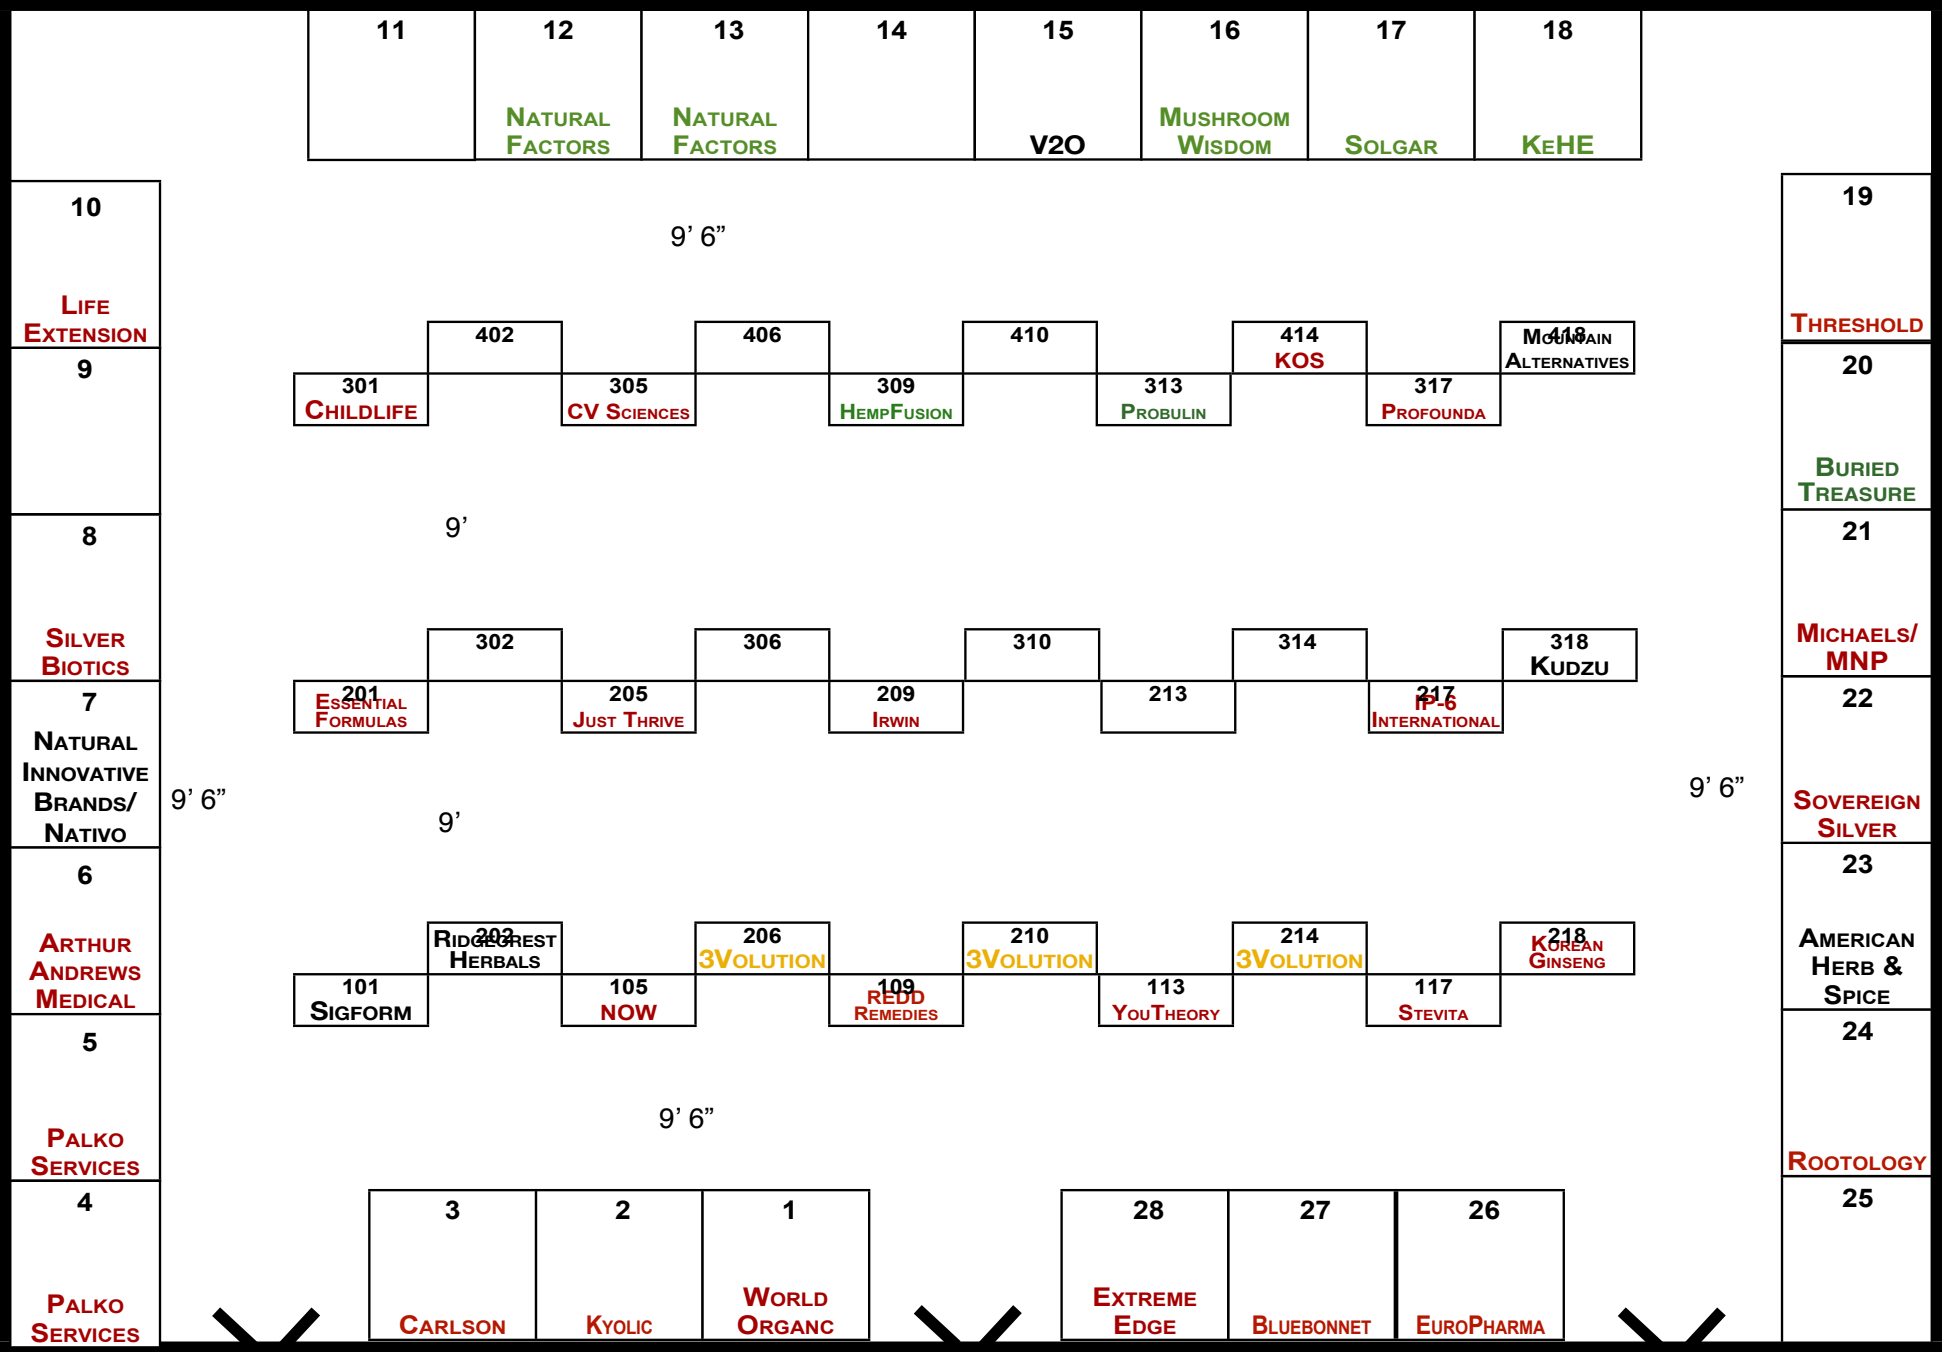 11
12
NATURAL
FACTORS
13
NATURAL
FACTORS
14
15
V2O
16
MUSHROOM
WISDOM
17
SOLGAR
18
KEHE
10
LIFE
EXTENSION
9
8
SILVER
BIOTICS
7
NATURAL
INNOVATIVE
BRANDS/
NATIVO
6
ARTHUR
ANDREWS
MEDICAL
5
PALKO
SERVICES
4
PALKO
SERVICES
9’ 6”
402
406
410
414
KOS
418
MOUNTAIN
ALTERNATIVES
301
CHILDLIFE
305
CV SCIENCES
309
HEMPFUSION
313
PROBULIN
317
PROFOUNDA
9’
302
306
310
314
318
KUDZU
201
ESSENTIAL
FORMULAS
205
JUST THRIVE
209
IRWIN
213
217
IP-6
INTERNATIONAL
9’ 6”
9’
9’ 6”
202
RIDGECREST
HERBALS
206
3VOLUTION
210
3VOLUTION
214
3VOLUTION
218
KOREAN
GINSENG
101
SIGFORM
105
NOW
109
REDD
REMEDIES
113
YOUTHEORY
117
STEVITA
9’ 6”
3
CARLSON
2
KYOLIC
1
WORLD
ORGANC
28
EXTREME
EDGE
27
BLUEBONNET
26
EUROPHARMA
19
THRESHOLD
20
BURIED
TREASURE
21
MICHAELS/
MNP
22
SOVEREIGN
SILVER
23
AMERICAN
HERB &
SPICE
24
ROOTOLOGY
25